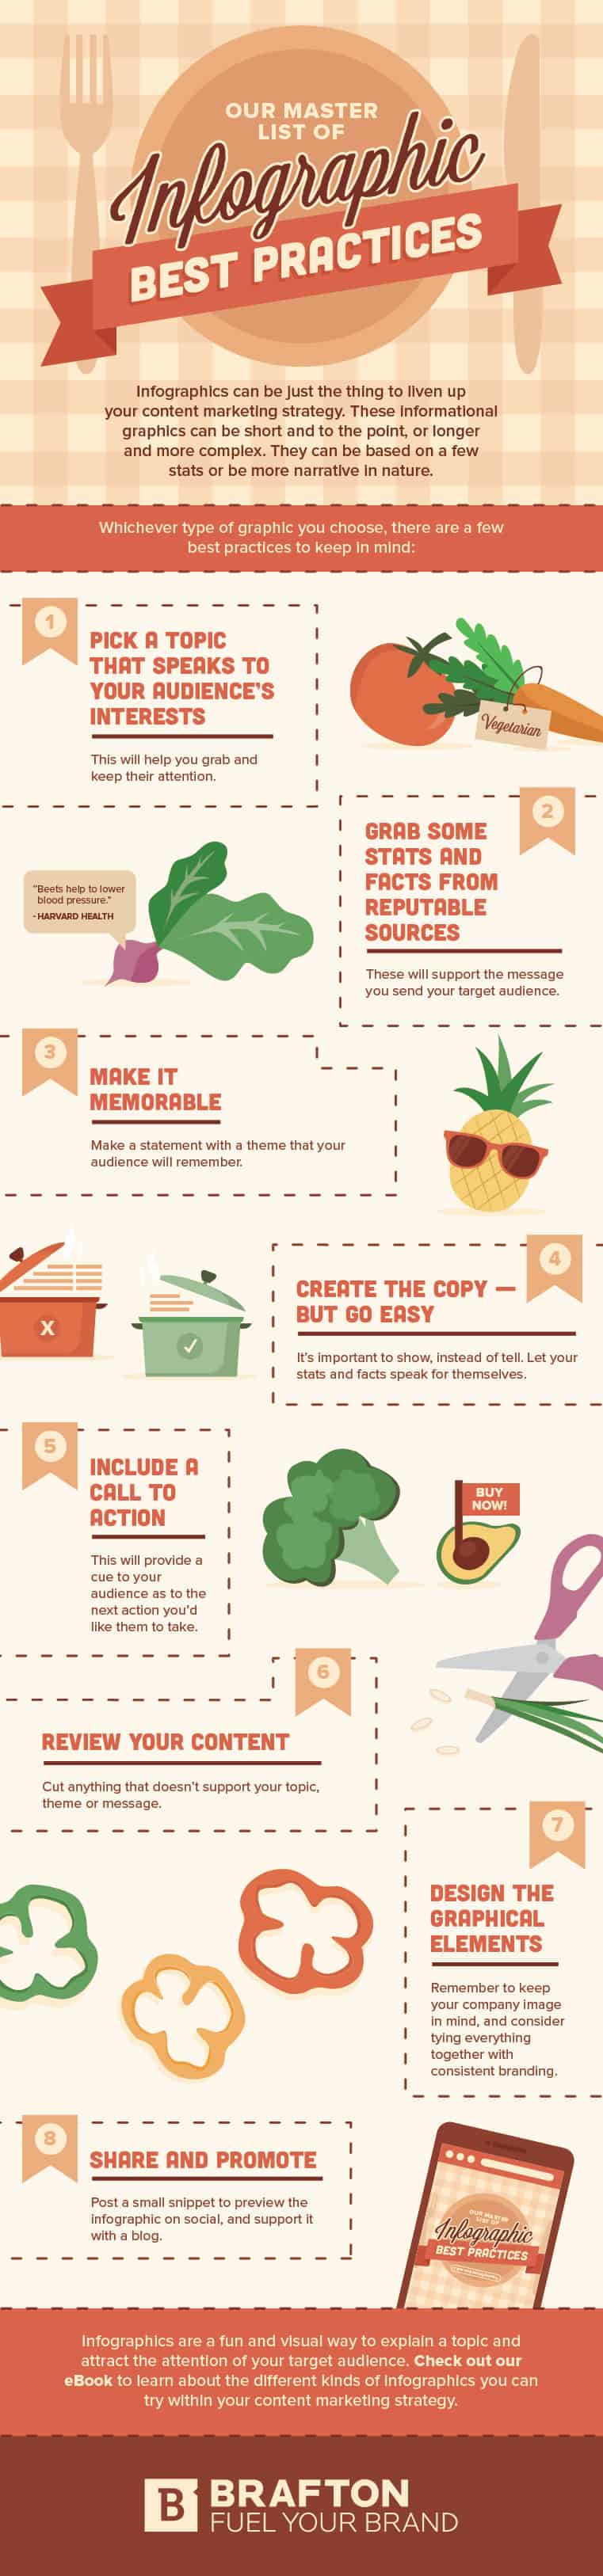 OUR MASTER
LIST OF
Infographic
BEST PRACTICES
Infographics can be just the thing to liven up
your content marketing strategy. These informational
graphics can be short and to the point, or longer
and more complex. They can be based on a few
stats or be more narrative in nature.
Whichever type of graphic you choose, there are a few
best practices to keep in mind:
1
PICK A TOPIC
THAT SPEAKS TO
YOUR AUDIENCE'S
INTERESTS
This will help you grab and
keep their attention.
Vegetarian
2
GRAB SOME
STATS AND
FACTS FROM
REPUTABLE
SOURCES
These will support the message
you send your target audience.
"Beets help to lower
blood pressure."
- HARVARD HEALTH
3
MAKE IT
MEMORABLE
Make a statement with a theme that your
audience will remember.
X
4
CREATE THE COPY —
BUT GO EASY
It's important to show, instead of tell. Let your
stats and facts speak for themselves.
5
INCLUDE A
CALL TO
ACTION
This will provide a
cue to your
audience as to the
next action you'd
like them to take.
BUY
NOW!
6
REVIEW YOUR CONTENT
Cut anything that doesn't support your topic,
theme or message.
7
DESIGN THE
GRAPHICAL
ELEMENTS
Remember to keep
your company image
in mind, and consider
tying everything
together with
consistent branding.
8
SHARE AND PROMOTE
Post a small snippet to preview the
infographic on social, and support it
with a blog.
OUR MASTER
LIST OF
Infographic
BEST PRACTICES
Infographics are a fun and visual way to explain a topic and
attract the attention of your target audience. Check out our
eBook to learn about the different kinds of infographics you can
try within your content marketing strategy.
B
BRAFTON
FUEL YOUR BRAND